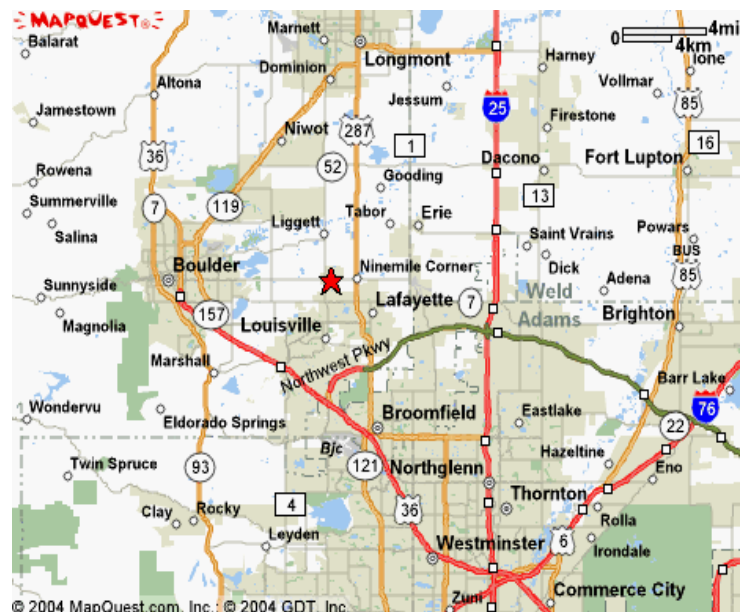 MAPQUEST
4mi
0
4km
Balarat
Marnett
Longmont
Harney
Ione
Altona
Dominion
Jessum
Vollmar
85
Jamestown
25
Firestone
36
Niwot
287
1
16
52
Dacono
Fort Lupton
Rowena
Gooding
13
Summerville
7
119
Tabor
Erie
Salina
Liggett
Saint Vrains
Powars
Dick
BUS
Boulder
Ninemile Corner
Adena
85
Sunnyside
Lafayette
7
Weld
157
Adams
Brighton
Magnolia
Louisville
Marshall
Northwest Pkwy
Barr Lake
Wondervu
76
Eldorado Springs
Broomfield
Eastlake
22
Bjc
Hazeltine
Twin Spruce
93
121
Northglenn
Eno
4
36
Thornton
Clay
Rocky
Rolla
Leyden
6
Irondale
Westminster
Zuni
Commerce City
© 2004 MapQuest.com, Inc.; © 2004 GDT, Inc.